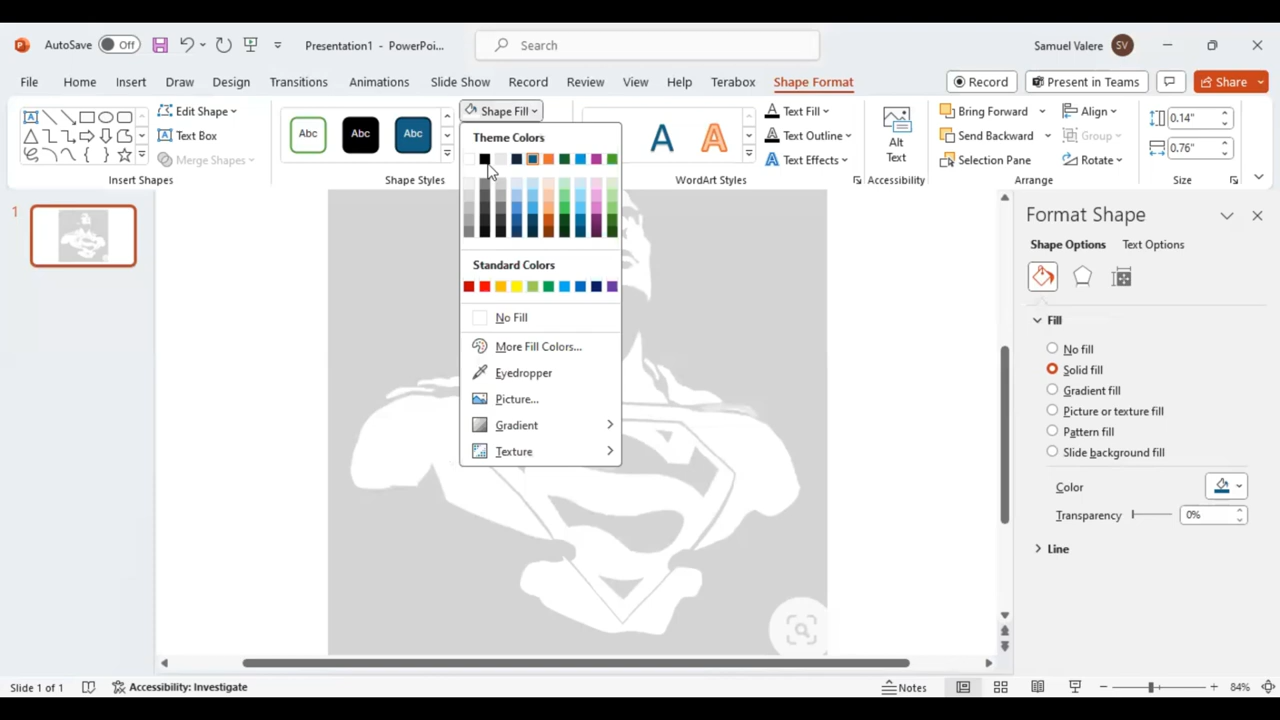 AutoSave Off Presentation1 - PowerPoi... Search Samuel Valere SV
File Home Insert Draw Design Transitions Animations Slide Show Record Review View Help Terabox Shape Format Record Present in Teams Share
Edit Shape
Text Box
Merge Shapes
Insert Shapes
Abc Abc Abc
Shape Styles
Shape Fill
Theme Colors
Standard Colors
No Fill
More Fill Colors...
Eyedropper
Picture...
Gradient
Texture
A A
WordArt Styles
Text Fill
Text Outline
Text Effects
Alt
Text
Accessibility
Bring Forward
Send Backward
Selection Pane
Align
Group
Rotate
Arrange
0.14"
0.76"
Size
1
Format Shape
Shape Options Text Options
Fill
No fill
Solid fill
Gradient fill
Picture or texture fill
Pattern fill
Slide background fill
Color
Transparency 0%
Line
Slide 1 of 1 Accessibility: Investigate Notes 84%